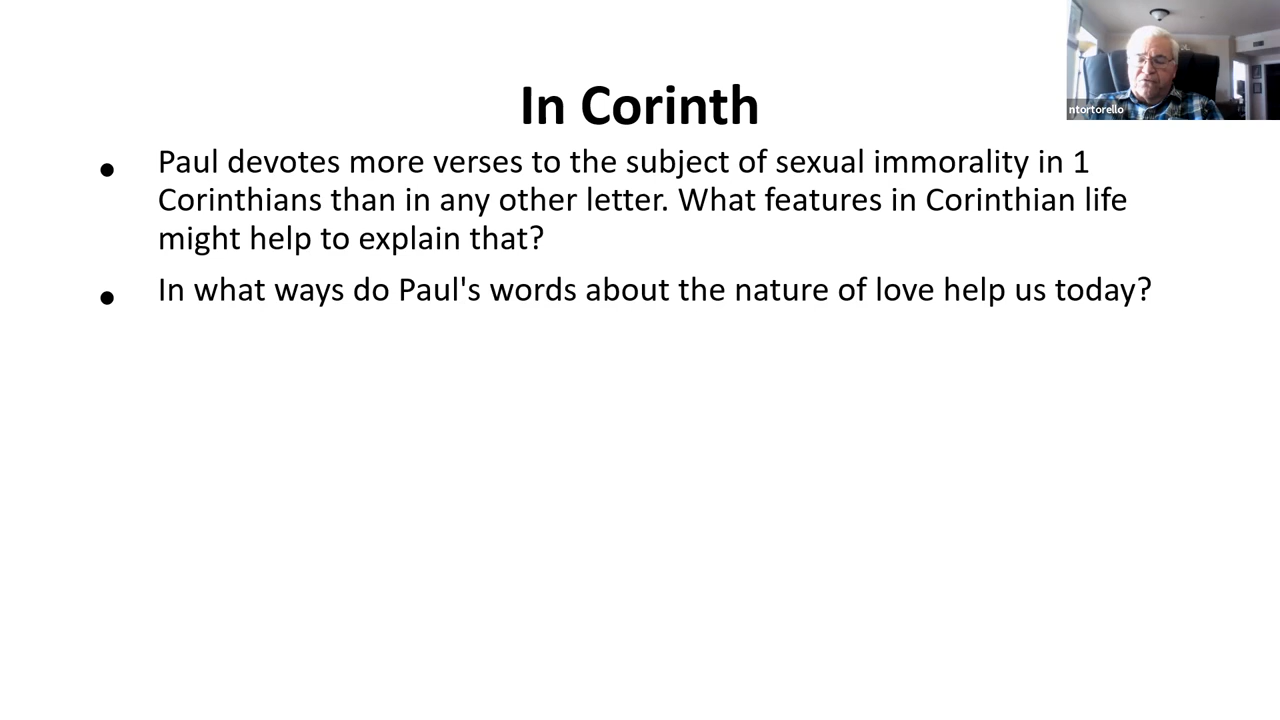 ntortorello
In Corinth
• Paul devotes more verses to the subject of sexual immorality in 1
Corinthians than in any other letter. What features in Corinthian life
might help to explain that?
• In what ways do Paul's words about the nature of love help us today?